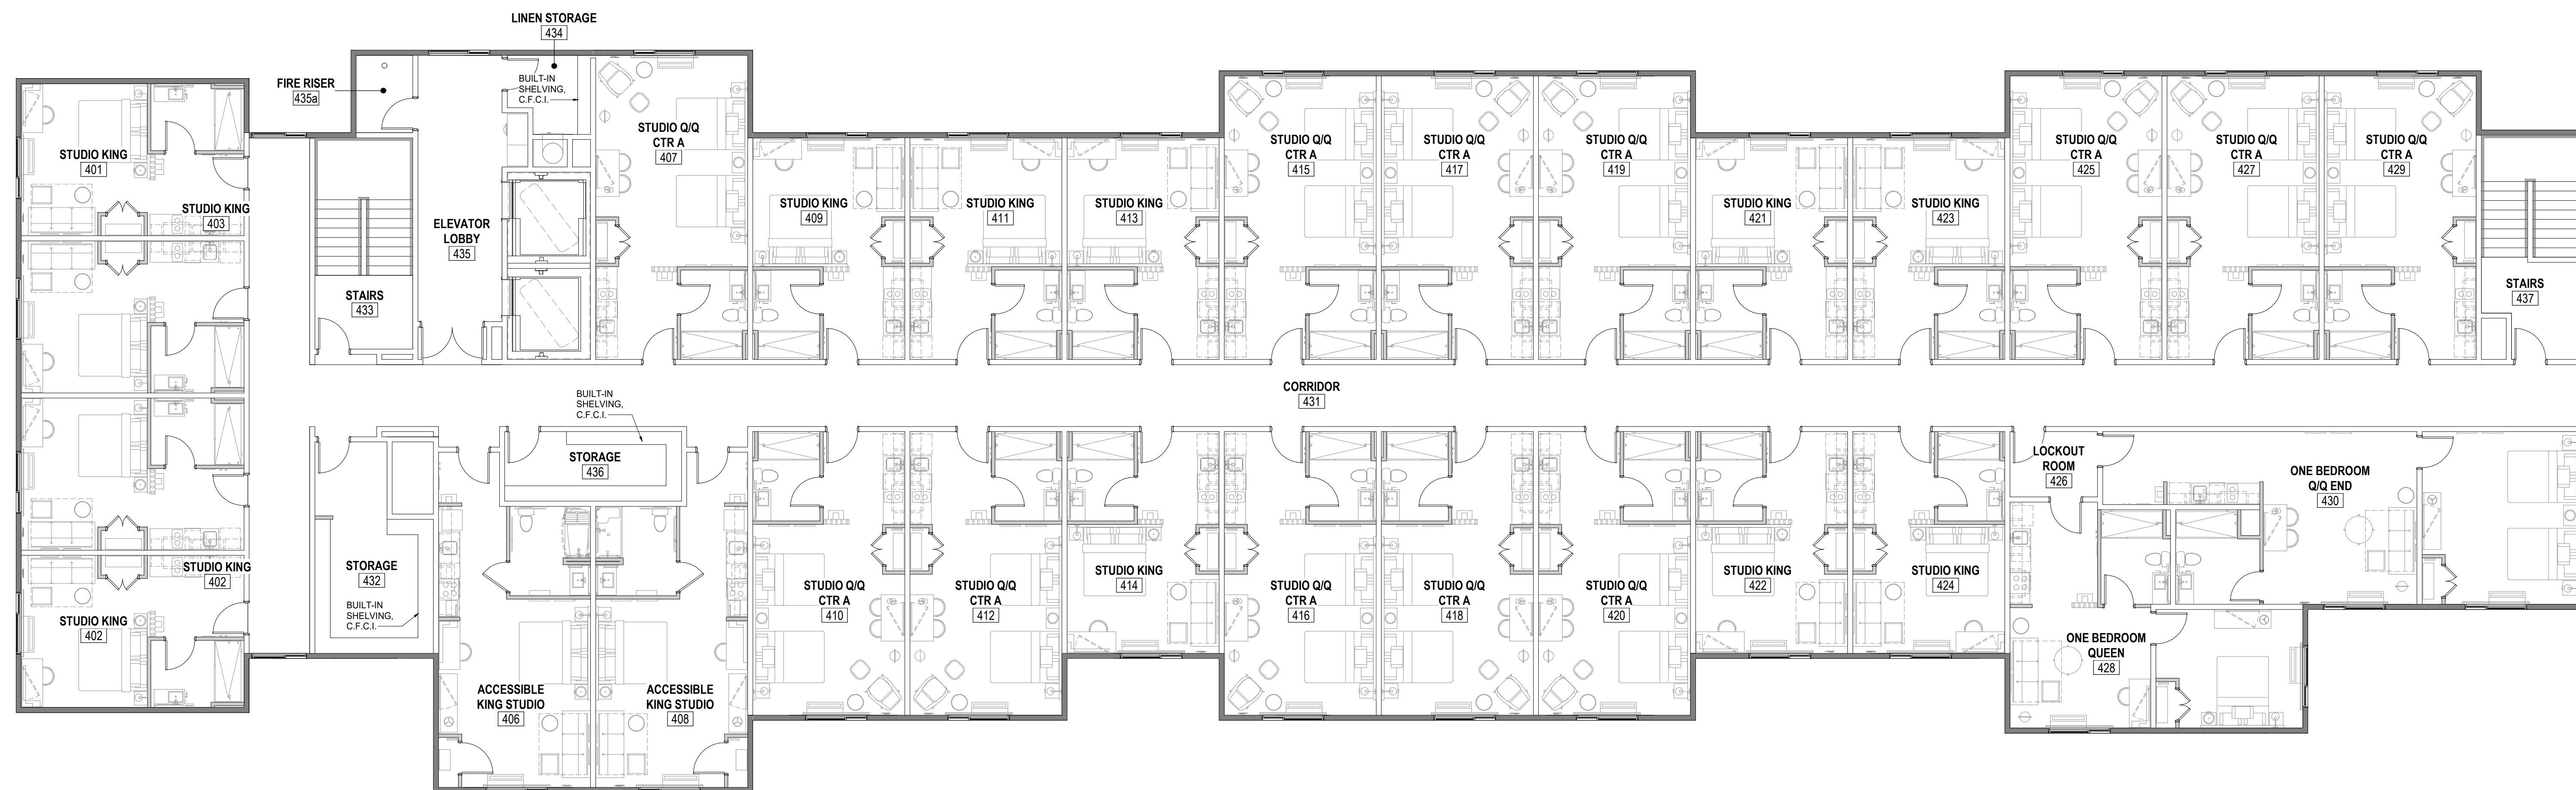 LINEN STORAGE
434
FIRE RISER
435a
BUILT-IN
SHELVING,
C.F.C.I.
STUDIO KING
401
STUDIO KING
403
ELEVATOR
LOBBY
435
STAIRS
433
STUDIO Q/Q
CTR A
407
STUDIO KING
409
STUDIO KING
411
STUDIO KING
413
STUDIO Q/Q
CTR A
415
STUDIO Q/Q
CTR A
417
STUDIO Q/Q
CTR A
419
STUDIO KING
421
STUDIO KING
423
STUDIO Q/Q
CTR A
425
STUDIO Q/Q
CTR A
427
STUDIO Q/Q
CTR A
429
STAIRS
437
CORRIDOR
431
BUILT-IN
SHELVING,
C.F.C.I.
STORAGE
436
STUDIO KING
402
STUDIO KING
402
STORAGE
432
BUILT-IN
SHELVING,
C.F.C.I.
ACCESSIBLE
KING STUDIO
406
ACCESSIBLE
KING STUDIO
408
STUDIO Q/Q
CTR A
410
STUDIO Q/Q
CTR A
412
STUDIO KING
414
STUDIO Q/Q
CTR A
416
STUDIO Q/Q
CTR A
418
STUDIO Q/Q
CTR A
420
STUDIO KING
422
STUDIO KING
424
LOCKOUT
ROOM
426
ONE BEDROOM
Q/Q END
430
ONE BEDROOM
QUEEN
428